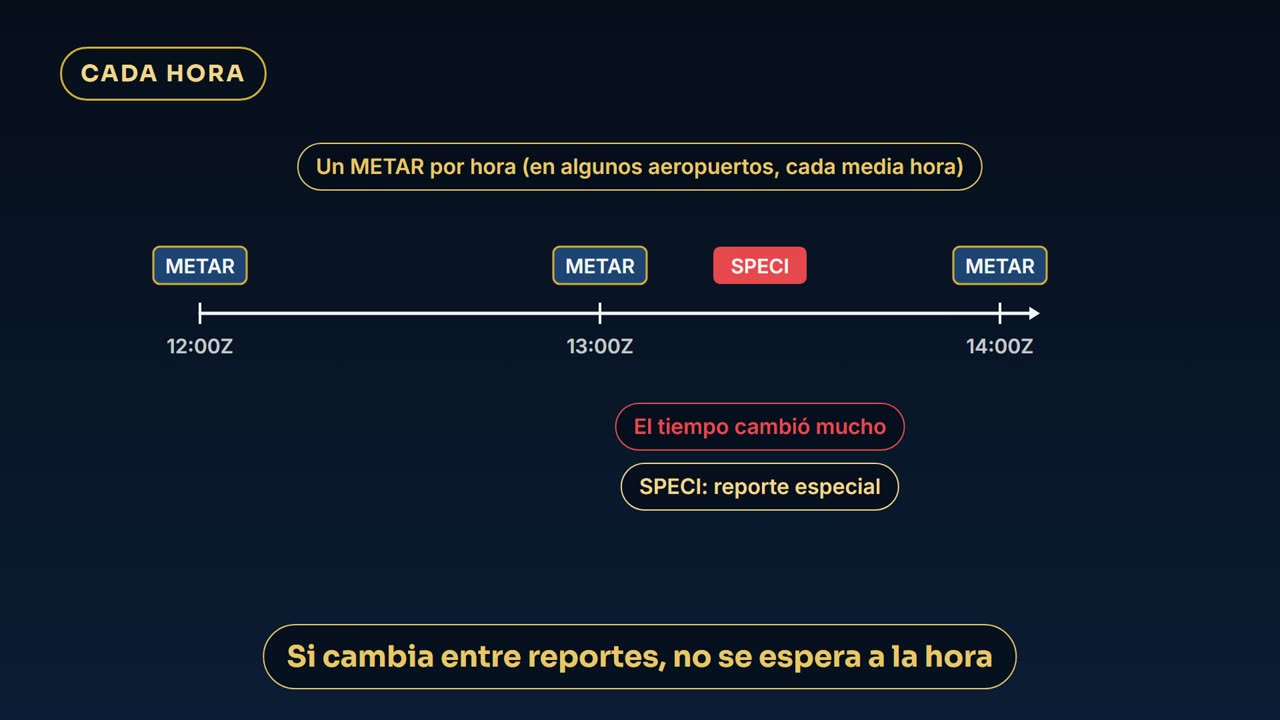 CADA HORA
Un METAR por hora (en algunos aeropuertos, cada media hora)
METAR
METAR
SPECI
METAR
12:00Z
13:00Z
14:00Z
El tiempo cambió mucho
SPECI: reporte especial
Si cambia entre reportes, no se espera a la hora